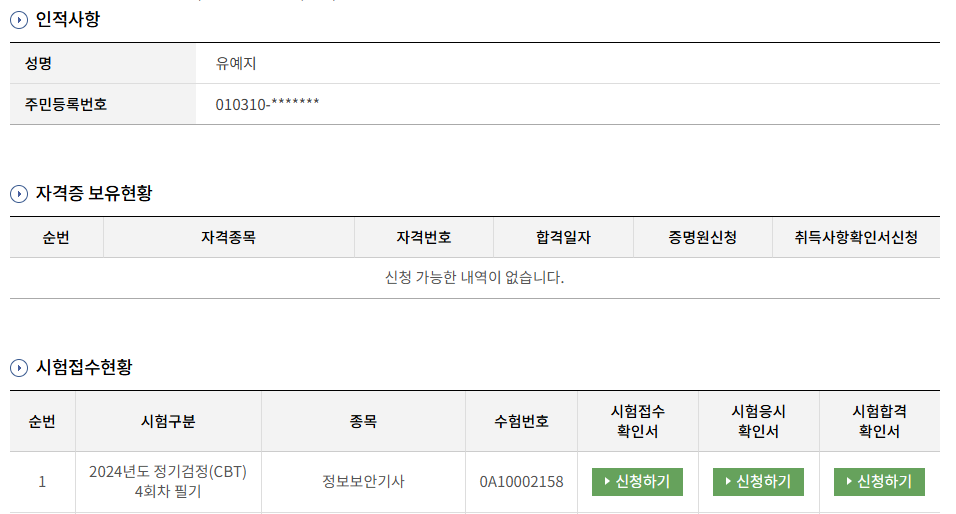 인적사항
성명 유예지
주민등록번호 010310-*******
자격증 보유현황
순번 자격종목 자격번호 합격일자 증명원신청 취득사항확인서신청
신청 가능한 내역이 없습니다.
시험접수현황
순번 시험구분 종목 수험번호 시험접수 확인서 시험응시 확인서 시험합격 확인서
1 2024년도 정기검정(CBT) 4회차 필기 정보보안기사 0A10002158 신청하기 신청하기 신청하기